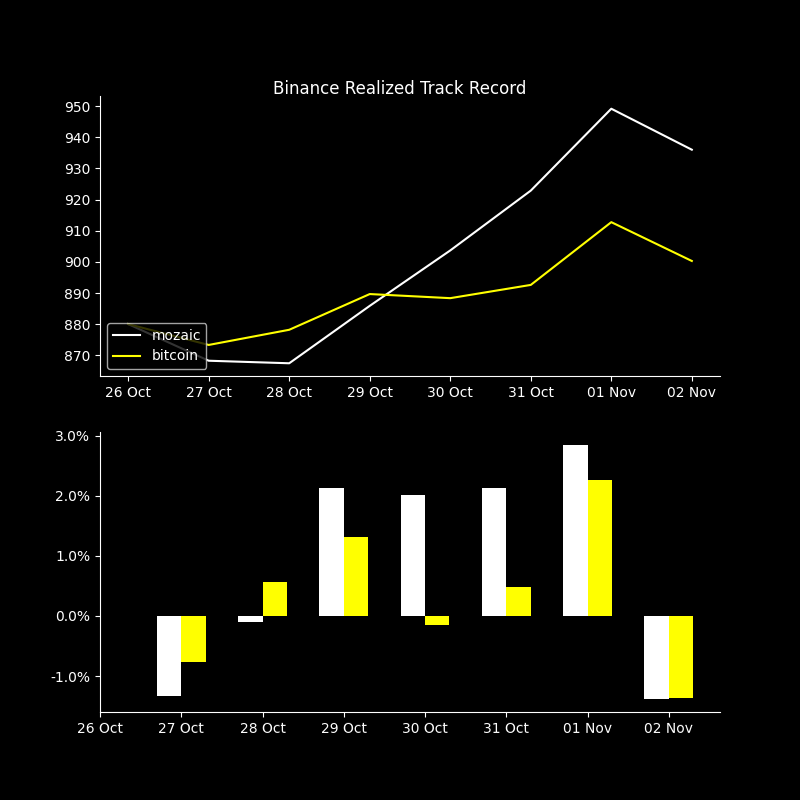 Binance Realized Track Record
950
940
930
920
910
900
890
880
870
mozaic
bitcoin
26 Oct 27 Oct 28 Oct 29 Oct 30 Oct 31 Oct 01 Nov 02 Nov
3.0%
2.0%
1.0%
0.0%
-1.0%
26 Oct 27 Oct 28 Oct 29 Oct 30 Oct 31 Oct 01 Nov 02 Nov